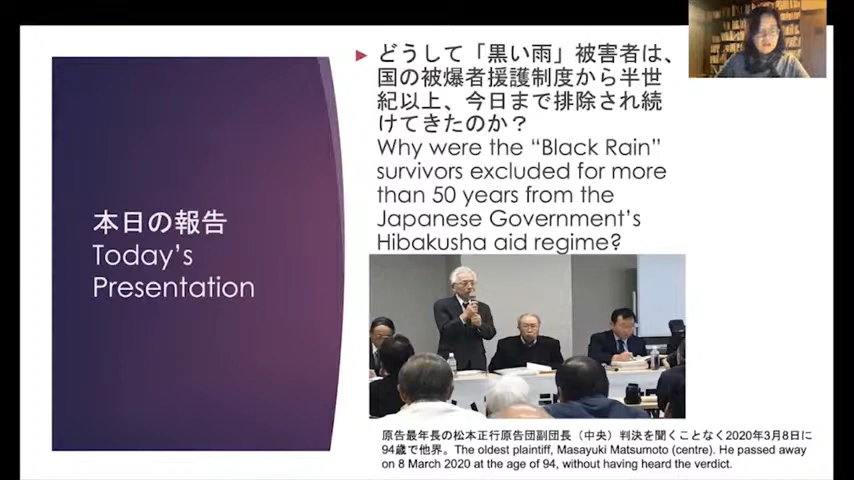 本日の報告
Today's
Presentation
どうして「黒い雨」被害者は、
国の被爆者援護制度から半世
紀以上、今日まで排除され続
けてきたのか？
Why were the “Black Rain”
survivors excluded for more
than 50 years from the
Japanese Government's
Hibakusha aid regime?
原告最年長の松本正行原告団副団長（中央）判決を聞くことなく2020年3月8日に
94歳で他界。The oldest plaintiff, Masayuki Matsumoto (centre). He passed away
on 8 March 2020 at the age of 94, without having heard the verdict.